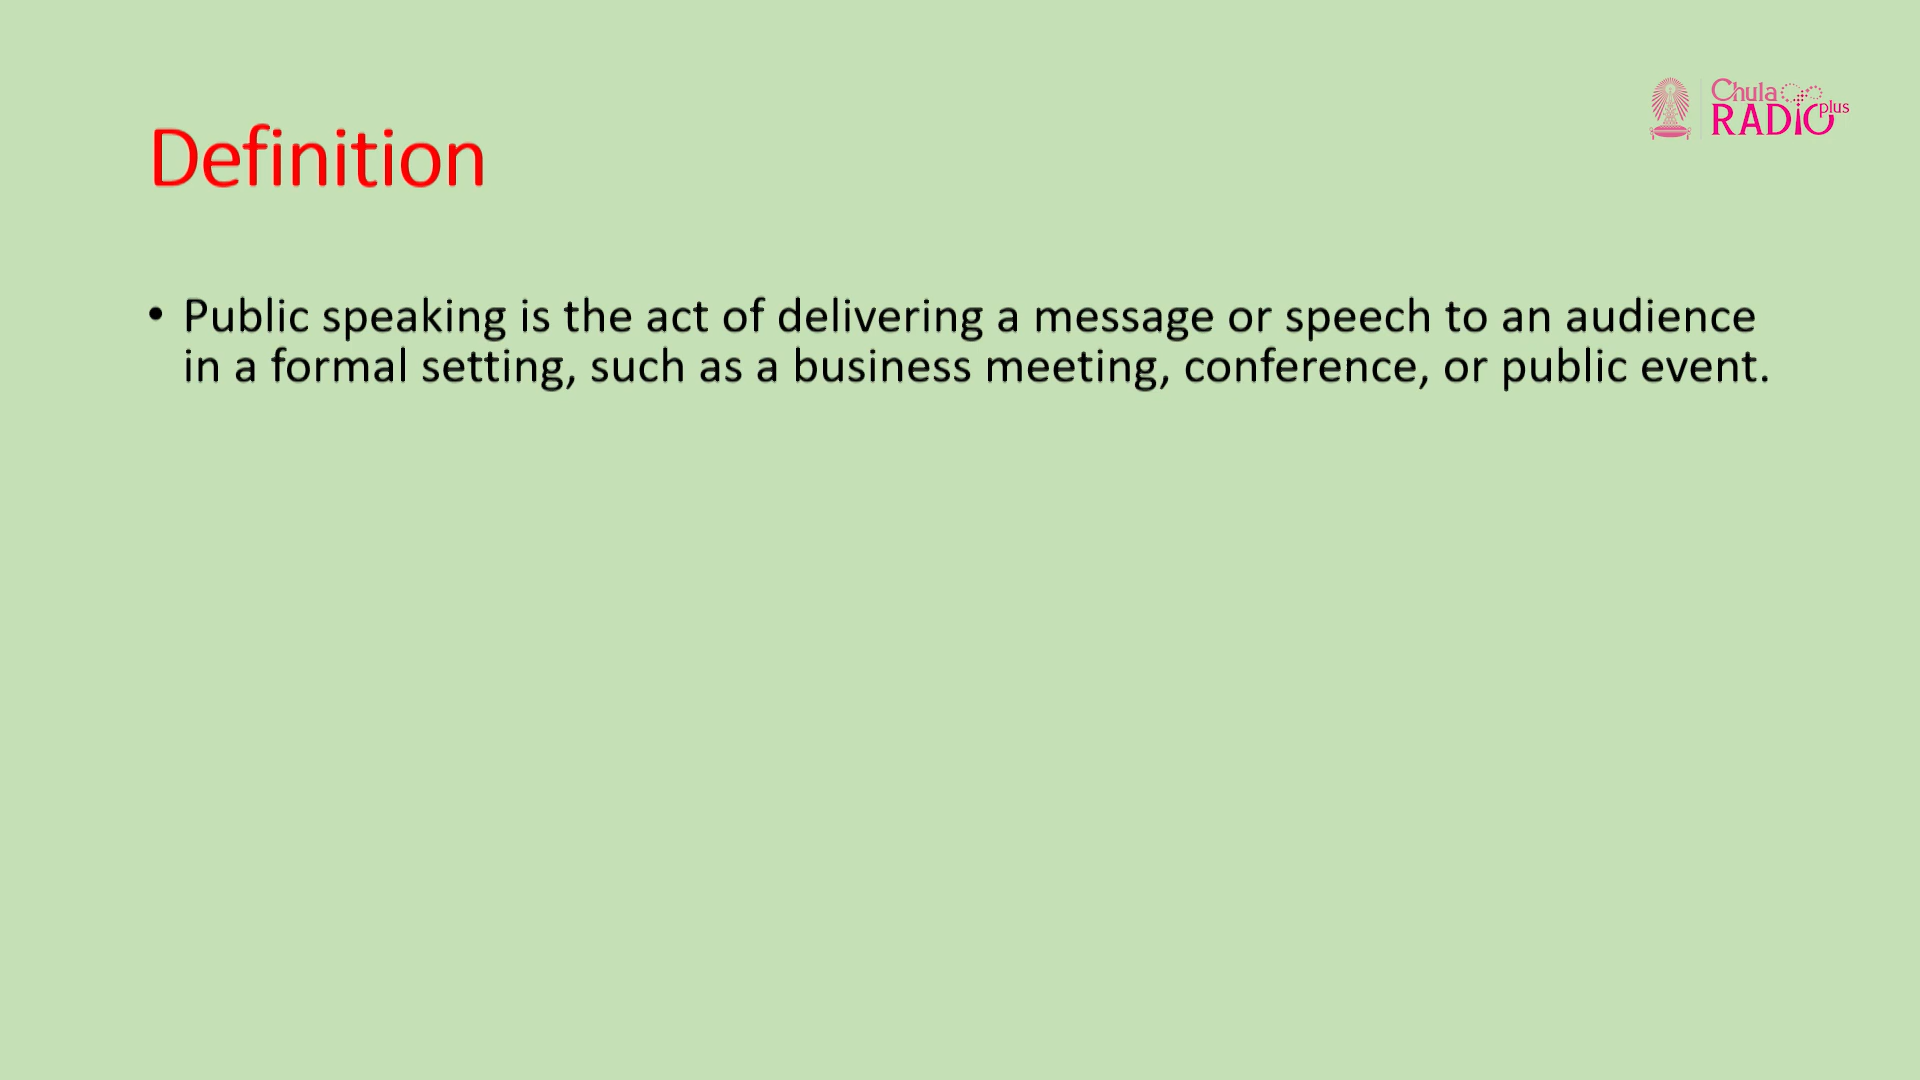 Chula
RADIO plus
Definition
• Public speaking is the act of delivering a message or speech to an audience
in a formal setting, such as a business meeting, conference, or public event.